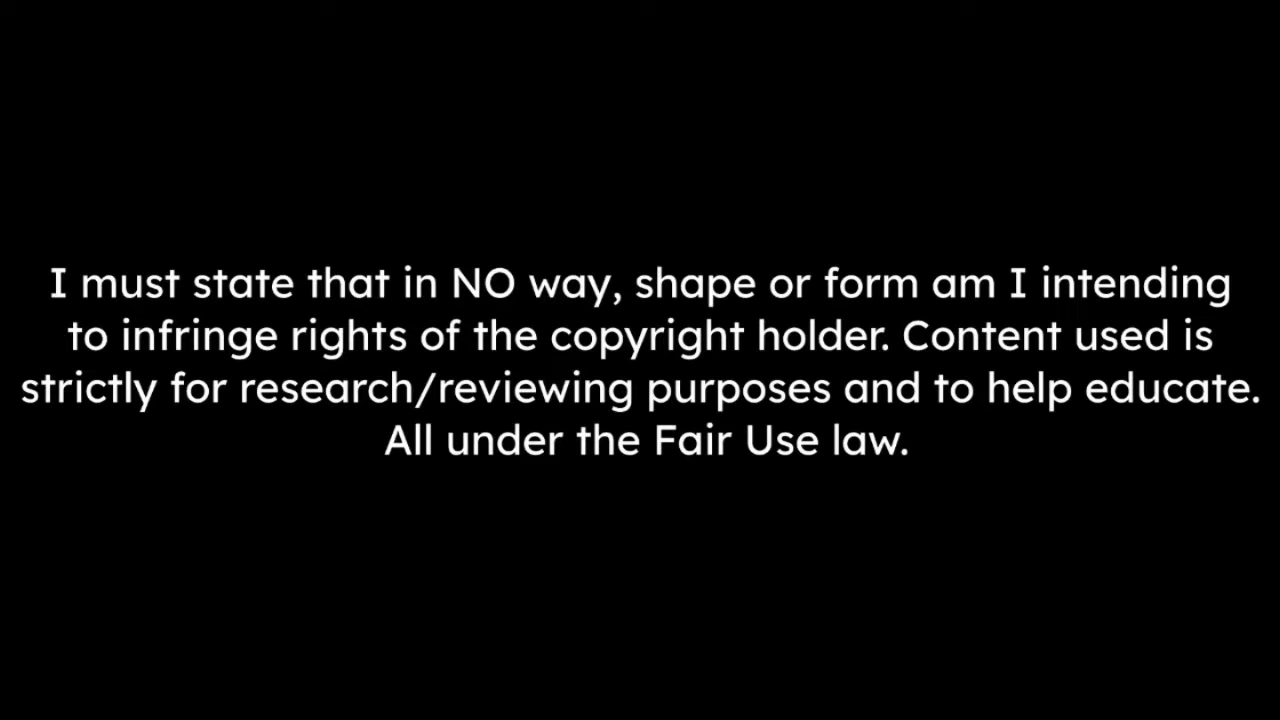 I must state that in NO way, shape or form am I intending
to infringe rights of the copyright holder. Content used is
strictly for research/reviewing purposes and to help educate.
All under the Fair Use law.